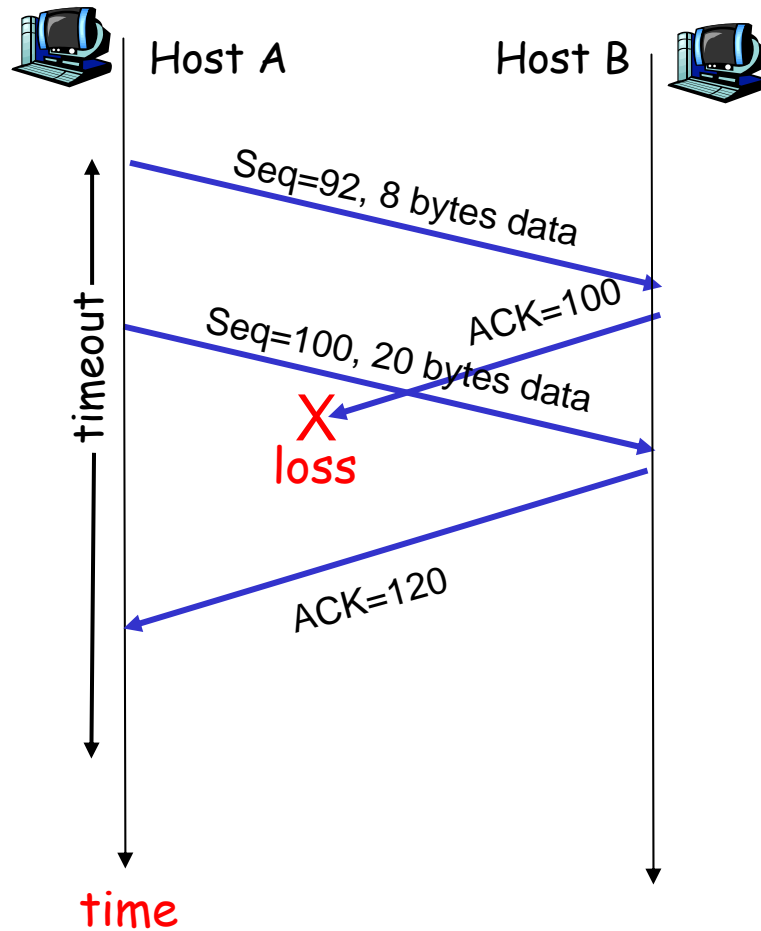 Host A
Host B
Seq=92, 8 bytes data
ACK=100
timeout
Seq=100, 20 bytes data
X
loss
ACK=120
time